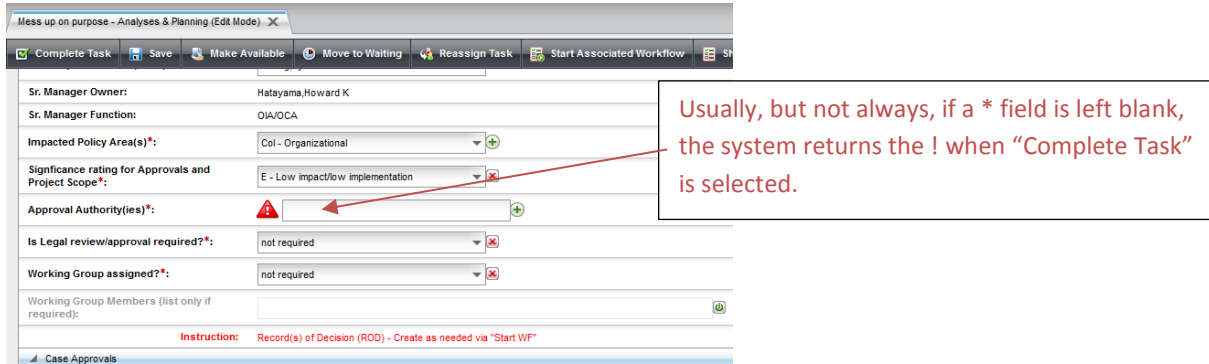 Mess up on purpose - Analyses & Planning (Edit Mode) X
Complete Task Save Make Available Move to Waiting Reassign Task Start Associated Workflow
Sr. Manager Owner: Hatayama,Howard K
Sr. Manager Function: OIA/OCA
Impacted Policy Area(s)*: CoI - Organizational
Signficance rating for Approvals and
Project Scope*: E - Low impact/low implementation
Approval Authority(ies)*:
Is Legal review/approval required?*: not required
Working Group assigned?*: not required
Working Group Members (list only if
required):
Instruction: Record(s) of Decision (ROD) - Create as needed via "Start WF"
Case Approvals
Usually, but not always, if a * field is left blank,
the system returns the ! when “Complete Task”
is selected.